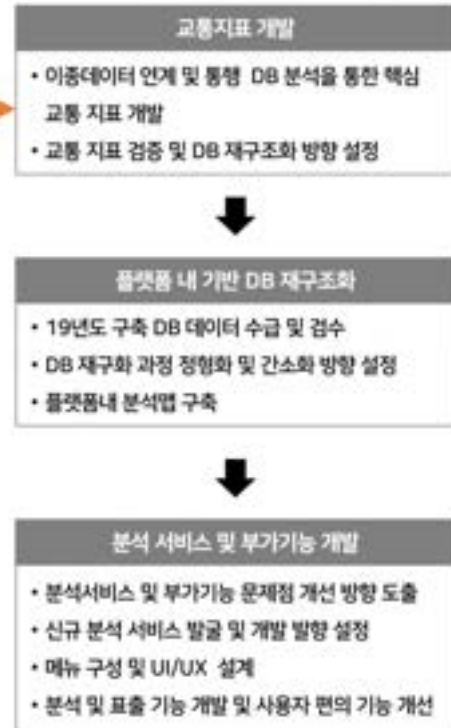 교통지표 개발
• 이종데이터 연계 및 통행 DB 분석을 통한 핵심
교통 지표 개발
• 교통 지표 검증 및 DB 재구조화 방향 설정
플랫폼 내 기반 DB 재구조화
• 19년도 구축 DB 데이터 수급 및 검수
• DB 재구화 과정 정형화 및 간소화 방향 설정
• 플랫폼내 분석맵 구축
분석 서비스 및 부가기능 개발
• 분석서비스 및 부가기능 문제점 개선 방향 도출
• 신규 분석 서비스 발굴 및 개발 발향 설정
• 메뉴 구성 및 UI/UX 설계
• 분석 및 표출 기능 개발 및 사용자 편의 기능 개선